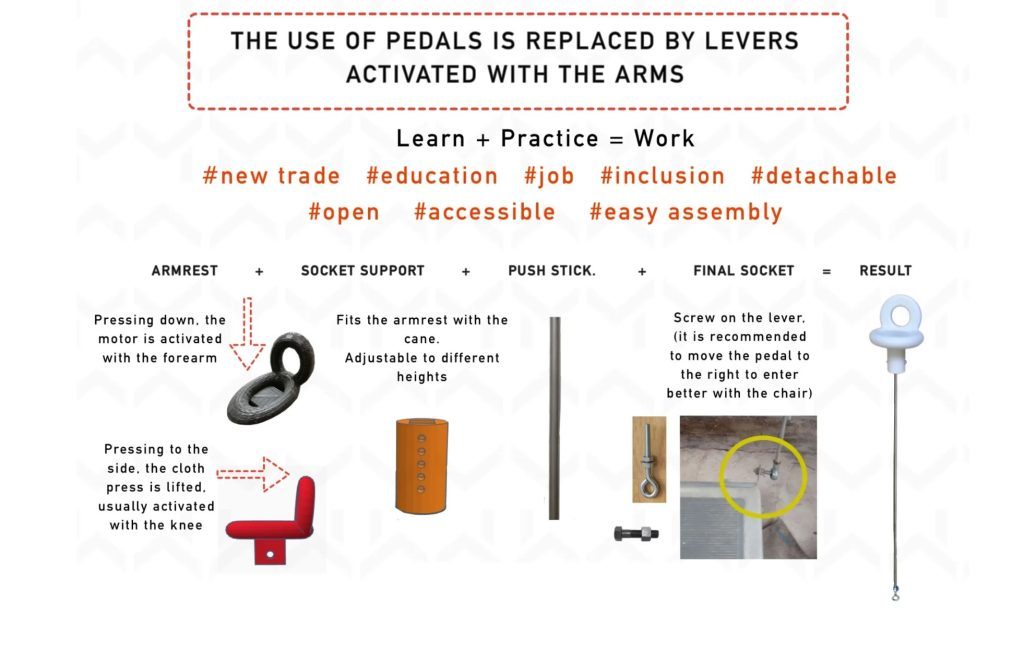 THE USE OF PEDALS IS REPLACED BY LEVERS
ACTIVATED WITH THE ARMS
Learn + Practice = Work
#new trade #education #job #inclusion #detachable
#open #accessible #easy assembly
ARMREST + SOCKET SUPPORT + PUSH STICK. + FINAL SOCKET = RESULT
Pressing down, the
motor is activated
with the forearm
Pressing to the
side, the cloth
press is lifted,
usually activated
with the knee
Fits the armrest with the
cane.
Adjustable to different
heights
Screw on the lever,
(it is recommended
to move the pedal to
the right to enter
better with the chair)